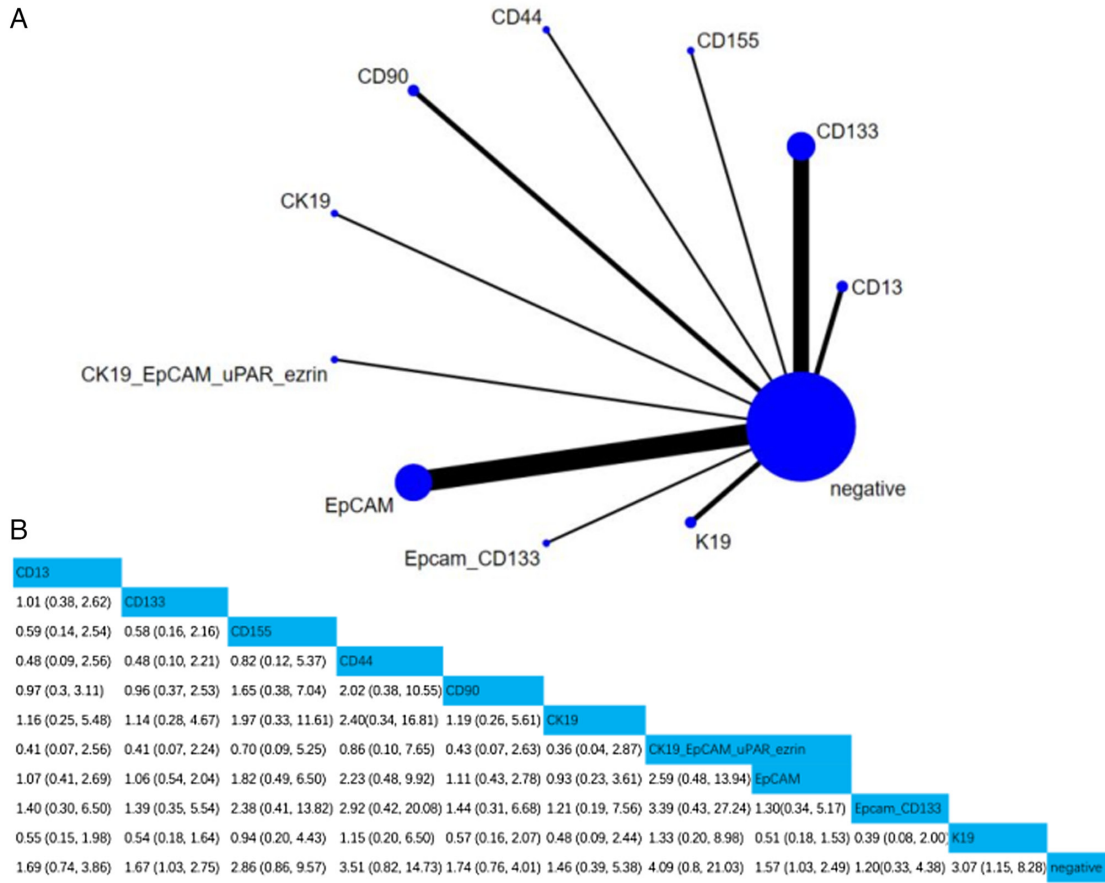 A
CD44
CD155
CD90
CD133
CK19
CD13
CK19_EpCAM_uPAR_ezrin
negative
EpCAM
K19
Epcam_CD133
B
CD13
1.01 (0.38, 2.62) CD133
0.59 (0.14, 2.54) 0.58 (0.16, 2.16) CD155
0.48 (0.09, 2.56) 0.48 (0.10, 2.21) 0.82 (0.12, 5.37) CD44
0.97 (0.3, 3.11) 0.96 (0.37, 2.53) 1.65 (0.38, 7.04) 2.02 (0.38, 10.55) CD90
1.16 (0.25, 5.48) 1.14 (0.28, 4.67) 1.97 (0.33, 11.61) 2.40(0.34, 16.81) 1.19 (0.26, 5.61) CK19
0.41 (0.07, 2.56) 0.41 (0.07, 2.24) 0.70 (0.09, 5.25) 0.86 (0.10, 7.65) 0.43 (0.07, 2.63) 0.36 (0.04, 2.87) CK19_EpCAM_uPAR_ezrin
1.07 (0.41, 2.69) 1.06 (0.54, 2.04) 1.82 (0.49, 6.50) 2.23 (0.48, 9.92) 1.11 (0.43, 2.78) 0.93 (0.23, 3.61) 2.59 (0.48, 13.94) EpCAM
1.40 (0.30, 6.50) 1.39 (0.35, 5.54) 2.38 (0.41, 13.82) 2.92 (0.42, 20.08) 1.44 (0.31, 6.68) 1.21 (0.19, 7.56) 3.39 (0.43, 27.24) 1.30(0.34, 5.17) Epcam_CD133
0.55 (0.15, 1.98) 0.54 (0.18, 1.64) 0.94 (0.20, 4.43) 1.15 (0.20, 6.50) 0.57 (0.16, 2.07) 0.48 (0.09, 2.44) 1.33 (0.20, 8.98) 0.51 (0.18, 1.53) 0.39 (0.08, 2.00) K19
1.69 (0.74, 3.86) 1.67 (1.03, 2.75) 2.86 (0.86, 9.57) 3.51 (0.82, 14.73) 1.74 (0.76, 4.01) 1.46 (0.39, 5.38) 4.09 (0.8, 21.03) 1.57 (1.03, 2.49) 1.20(0.33, 4.38) 3.07 (1.15, 8.28) negative